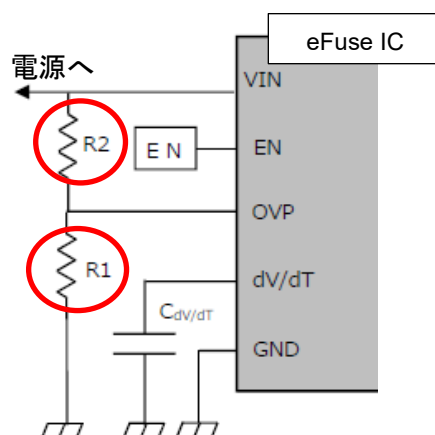 eFuse IC
電源へ
VIN
R2
E N
EN
OVP
R1
dV/dT
CdV/dT
GND